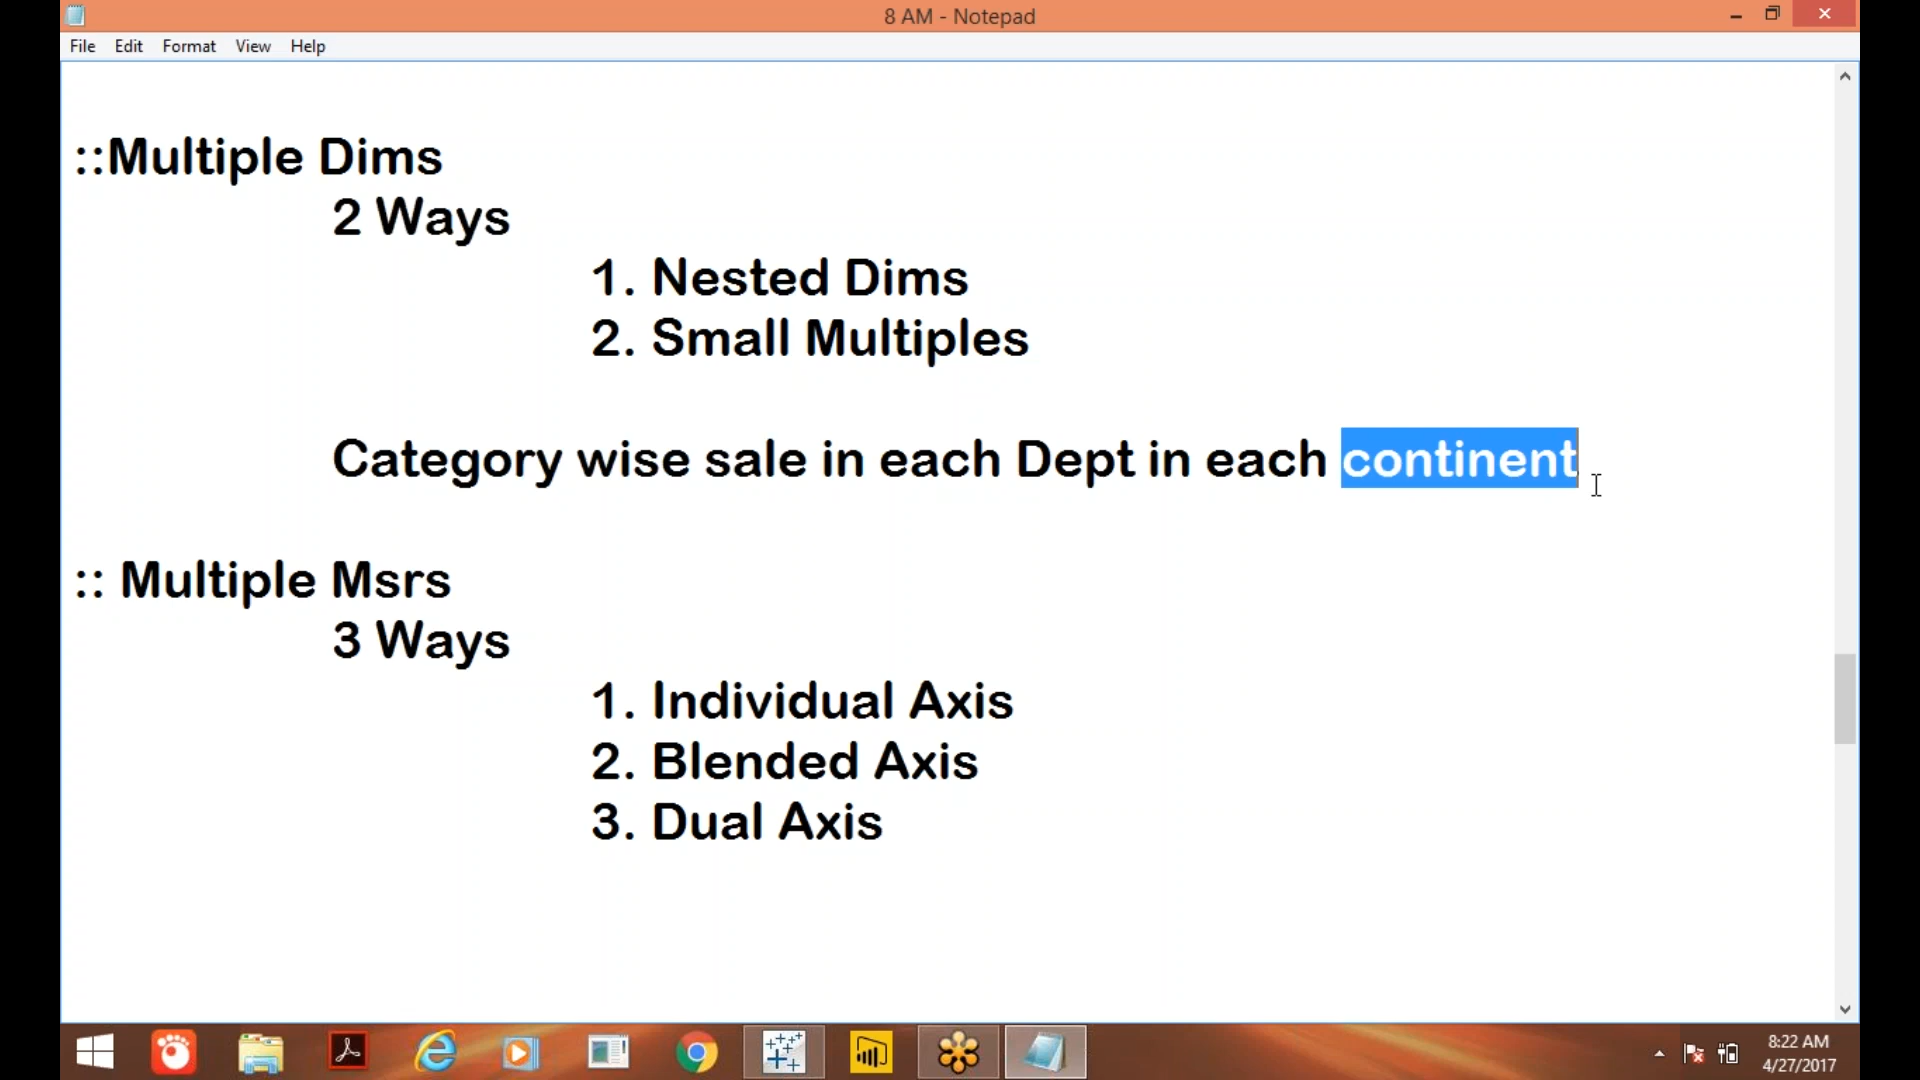 8 AM - Notepad
File Edit Format View Help
::Multiple Dims
2 Ways
1. Nested Dims
2. Small Multiples
Category wise sale in each Dept in each continent
:: Multiple Msrs
3 Ways
1. Individual Axis
2. Blended Axis
3. Dual Axis
8:22 AM
4/27/2017